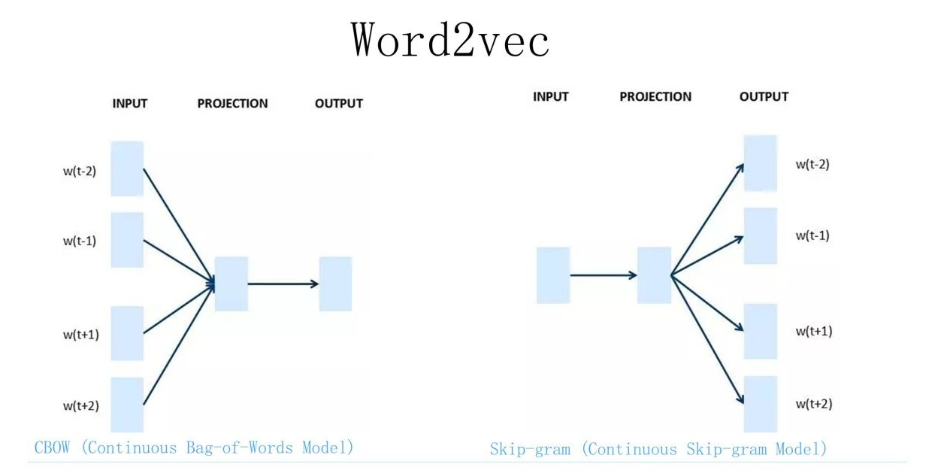 Word2vec
INPUT PROJECTION OUTPUT
w(t-2)
w(t-1)
w(t+1)
w(t+2)
CBOW (Continuous Bag-of-Words Model)
INPUT PROJECTION OUTPUT
w(t-2)
w(t-1)
w(t+1)
w(t+2)
Skip-gram (Continuous Skip-gram Model)